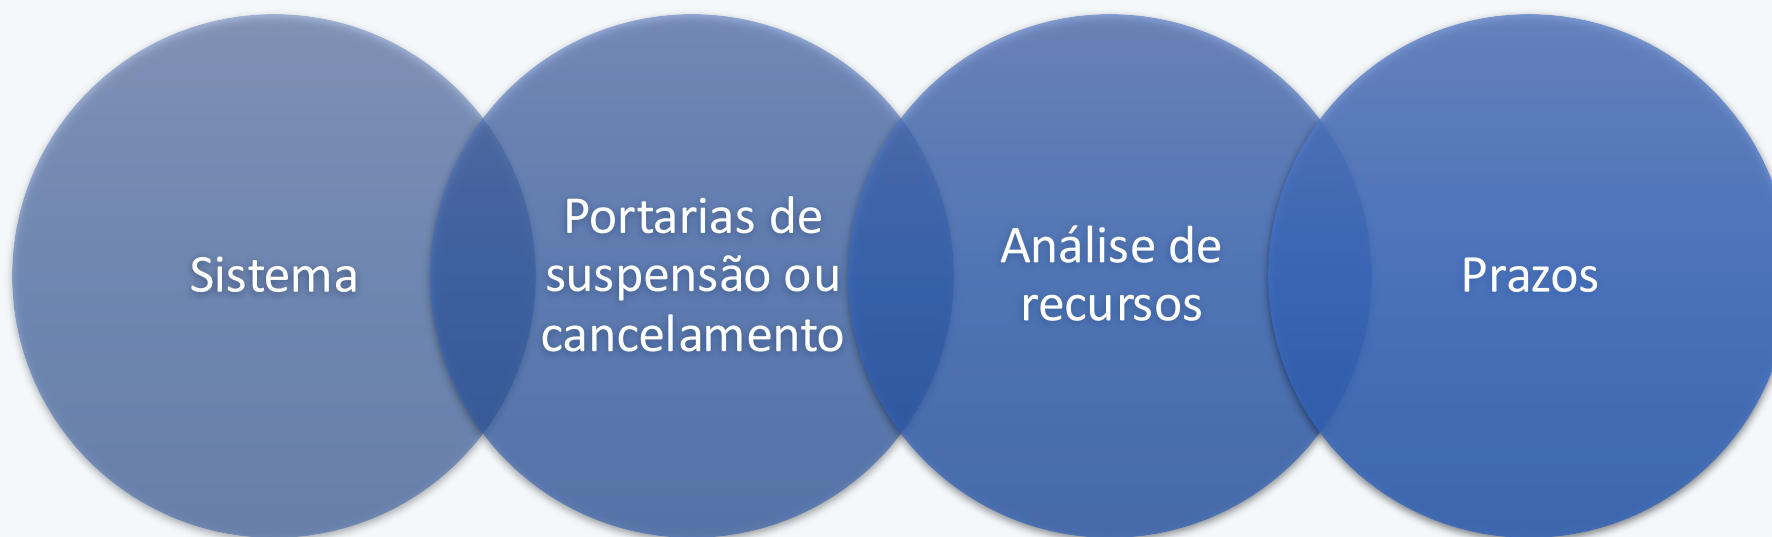 Sistema
Portarias de
suspensão ou
cancelamento
Análise de
recursos
Prazos